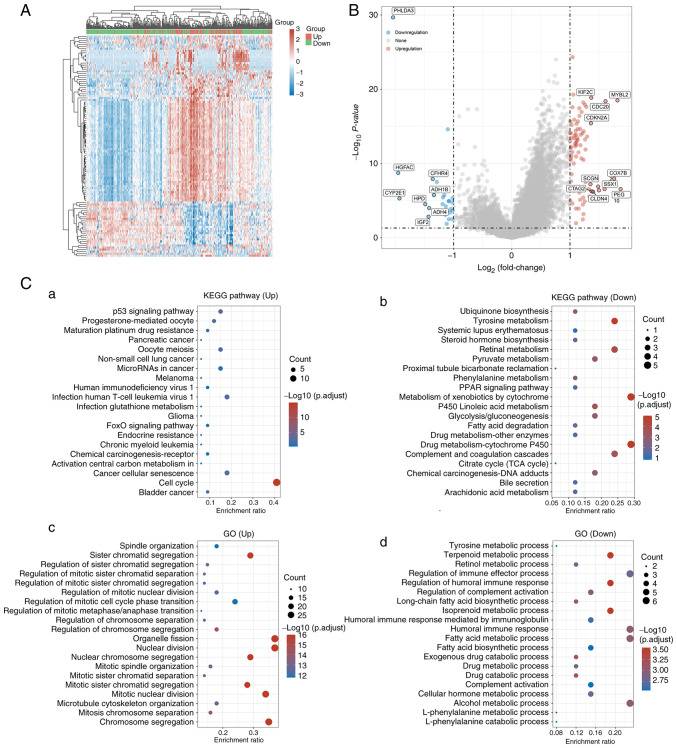 A
Group
3
2
1
0
−1
−2
−3
Group
Up
Down
B
−Log10 P-value
30
20
10
0
−1
1
Log2 (fold-change)
Downregulation
None
Upregulation
PHLDA3
KIF2C
MYBL2
CDC20
CDKN2A
HGFAC
CFHR4
CYP2E1
ADH1B
HPD
ADH4
IGF2
SCGN
COX7B
CTAG2
SSX1
CLDN4
PEG
10
C
a
KEGG pathway (Up)
p53 signaling pathway
Progesterone-mediated oocyte
Maturation platinum drug resistance
Pancreatic cancer
Oocyte meiosis
Non-small cell lung cancer
MicroRNAs in cancer
Melanoma
Human immunodeficiency virus 1
Infection human T-cell leukemia virus 1
Infection glutathione metabolism
Glioma
FoxO signaling pathway
Endocrine resistance
Chronic myeloid leukemia
Chemical carcinogenesis-receptor
Activation central carbon metabolism in
Cancer cellular senescence
Cell cycle
Bladder cancer
0.1 0.2 0.3 0.4
Enrichment ratio
Count
5
10
−Log10 (p.adjust)
10
5
b
KEGG pathway (Down)
Ubiquinone biosynthesis
Tyrosine metabolism
Systemic lupus erythematosus
Steroid hormone biosynthesis
Retinal metabolism
Pyruvate metabolism
Proximal tubule bicarbonate reclamation
Phenylalanine metabolism
PPAR signaling pathway
Metabolism of xenobiotics by cytochrome
P450 Linoleic acid metabolism
Glycolysis/gluconeogenesis
Fatty acid degradation
Drug metabolism-other enzymes
Drug metabolism-cytochrome P450
Complement and coagulation cascades
Citrate cycle (TCA cycle)
Chemical carcinogenesis-DNA adducts
Bile secretion
Arachidonic acid metabolism
0.05 0.10 0.15 0.20 0.25 0.30
Enrichment ratio
Count
1
2
3
4
5
−Log10
(p.adjust)
5
4
3
2
1
c
GO (Up)
Spindle organization
Sister chromatid segregation
Regulation of sister chromatid segregation
Regulation of mitotic sister chromatid separation
Regulation of mitotic sister chromatid segregation
Regulation of mitotic nuclear division
Regulation of mitotic cell cycle phase transition
Regulation of mitotic metaphase/anaphase transition
Regulation of chromosome separation
Regulation of chromosome segregation
Organelle fission
Nuclear division
Nuclear chromosome segregation
Mitotic spindle organization
Mitotic sister chromatid separation
Mitotic sister chromatid segregation
Mitotic nuclear division
Microtubule cytoskeleton organization
Mitosis chromosome separation
Chromosome segregation
0.2 0.3
Enrichment ratio
Count
10
15
20
25
−Log10 (p.adjust)
16
15
14
13
12
d
GO (Down)
Tyrosine metabolic process
Terpenoid metabolic process
Retinol metabolic process
Regulation of immune effector process
Regulation of humoral immune response
Regulation of complement activation
Long-chain fatty acid biosynthetic process
Isoprenoid metabolic process
Humoral immune response mediated by immunoglobulin
Humoral immune response
Fatty acid metabolic process
Fatty acid biosynthetic process
Exogenous drug catabolic process
Drug metabolic process
Drug catabolic process
Complement activation
Cellular hormone metabolic process
Alcohol metabolic process
L-phenylalanine metabolic process
L-phenylalanine catabolic process
0.08 0.12 0.16 0.20
Enrichment ratio
Count
2
3
4
5
6
−Log10
(p.adjust)
3.50
3.25
3.00
2.75